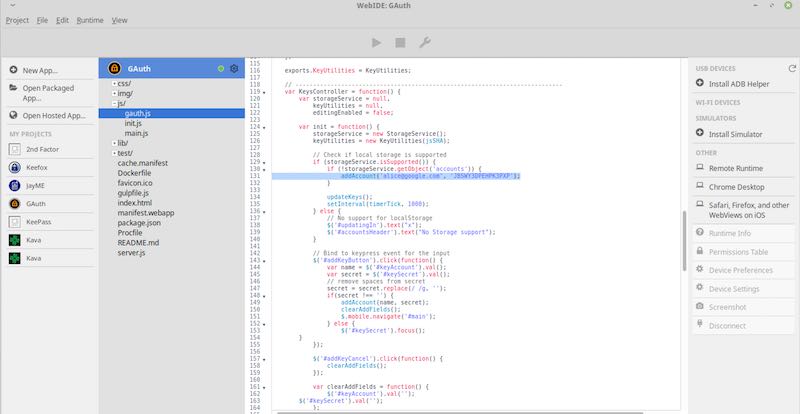 WebIDE: GAuth
Project File Edit Runtime View
New App...
Open Packaged
App...
Open Hosted App...
MY PROJECTS
2nd Factor
Keefox
JayME
GAuth
KeePass
Kava
Kava
GAuth
css/
img/
js/
gauth.js
init.js
main.js
lib/
test/
cache.manifest
Dockerfile
favicon.ico
gulpfile.js
index.html
manifest.webapp
package.json
Procfile
README.md
server.js
115
116 exports.KeyUtilities = KeyUtilities;
117
118 // ----------------------------------------------------------------------------
119 var KeysController = function() {
120 var storageService = null,
121 keyUtilities = null,
122 editingEnabled = false;
123
124 var init = function() {
125 storageService = new StorageService();
126 keyUtilities = new KeyUtilities(jsSHA);
127
128 // Check if local storage is supported
129 if (storageService.isSupported()) {
130 if (!storageService.getObject('accounts')) {
131 addAccount('alice@google.com', 'JBSWY3DPEHPK3PXP');
132 }
133
134 updateKeys();
135 setInterval(timerTick, 1000);
136 } else {
137 // No support for localStorage
138 $('#updatingIn').text("x");
139 $('#accountsHeader').text("No Storage support");
140 }
141
142 // Bind to keypress event for the input
143 $('#addKeyButton').click(function() {
144 var name = $('#keyAccount').val();
145 var secret = $('#keySecret').val();
146 // remove spaces from secret
147 secret = secret.replace(/ /g, '');
148 if(secret !== '') {
149 addAccount(name, secret);
150 clearAddFields();
151 $.mobile.navigate('#main');
152 } else {
153 $('#keySecret').focus();
154 }
155 });
156
157 $('#addKeyCancel').click(function() {
158 clearAddFields();
159 });
160
161 var clearAddFields = function() {
162 $('#keyAccount').val('');
163 $('#keySecret').val('');
164 };
USB DEVICES
Install ADB Helper
WI-FI DEVICES
SIMULATORS
Install Simulator
OTHER
Remote Runtime
Chrome Desktop
Safari, Firefox, and other
WebViews on iOS
Runtime Info
Permissions Table
Device Preferences
Device Settings
Screenshot
Disconnect